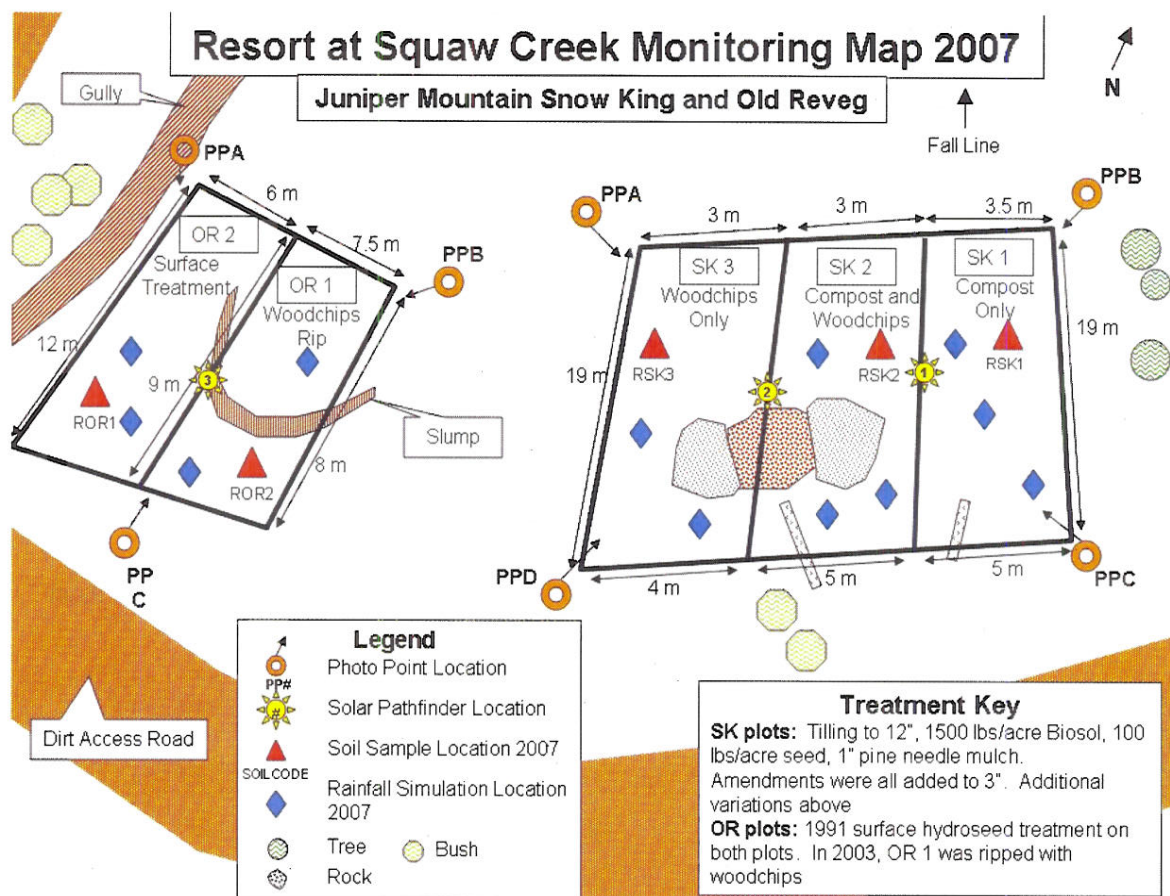 Resort at Squaw Creek Monitoring Map 2007
Juniper Mountain Snow King and Old Reveg
N
Fall Line
Gully
PPA
6 m
7.5 m
PPB
OR 2
Surface
Treatment
OR 1
Woodchips
Rip
12 m
9 m
3
ROR1
ROR2
8 m
Slump
PP
C
PPA
PPB
3 m
3 m
3.5 m
SK 3
Woodchips
Only
SK 2
Compost and
Woodchips
SK 1
Compost
Only
19 m
19 m
RSK3
RSK2
RSK1
2
1
PPD
PPC
4 m
5 m
5 m
Dirt Access Road
Legend
Photo Point Location
PP#
Solar Pathfinder Location
#
Soil Sample Location 2007
SOILCODE
Rainfall Simulation Location
2007
Tree
Bush
Rock
Treatment Key
SK plots: Tilling to 12", 1500 lbs/acre Biosol, 100
lbs/acre seed, 1" pine needle mulch.
Amendments were all added to 3". Additional
variations above
OR plots: 1991 surface hydroseed treatment on
both plots. In 2003, OR 1 was ripped with
woodchips